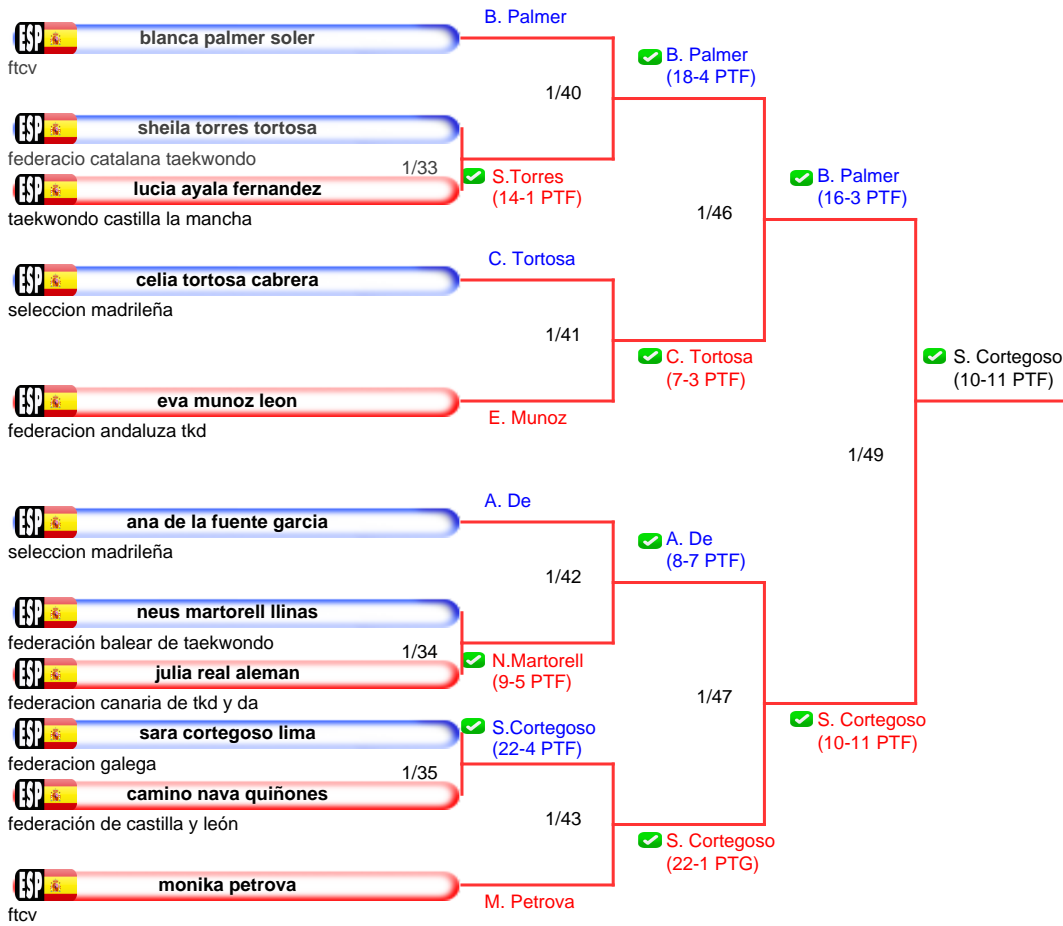 B. Palmer
ESP blanca palmer soler
ftcv
B. Palmer
(18-4 PTF)
1/40
ESP sheila torres tortosa
federacio catalana taekwondo
1/33
ESP lucia ayala fernandez
taekwondo castilla la mancha
S.Torres
(14-1 PTF)
B. Palmer
(16-3 PTF)
1/46
C. Tortosa
ESP celia tortosa cabrera
seleccion madrileña
1/41
C. Tortosa
(7-3 PTF)
ESP eva munoz leon
federacion andaluza tkd
E. Munoz
S. Cortegoso
(10-11 PTF)
1/49
A. De
ESP ana de la fuente garcia
seleccion madrileña
A. De
(8-7 PTF)
1/42
ESP neus martorell llinas
federación balear de taekwondo
1/34
ESP julia real aleman
federacion canaria de tkd y da
N.Martorell
(9-5 PTF)
1/47
S. Cortegoso
(10-11 PTF)
ESP sara cortegoso lima
federacion galega
S.Cortegoso
(22-4 PTF)
1/35
ESP camino nava quiñones
federación de castilla y león
1/43
S. Cortegoso
(22-1 PTG)
ESP monika petrova
ftcv
M. Petrova